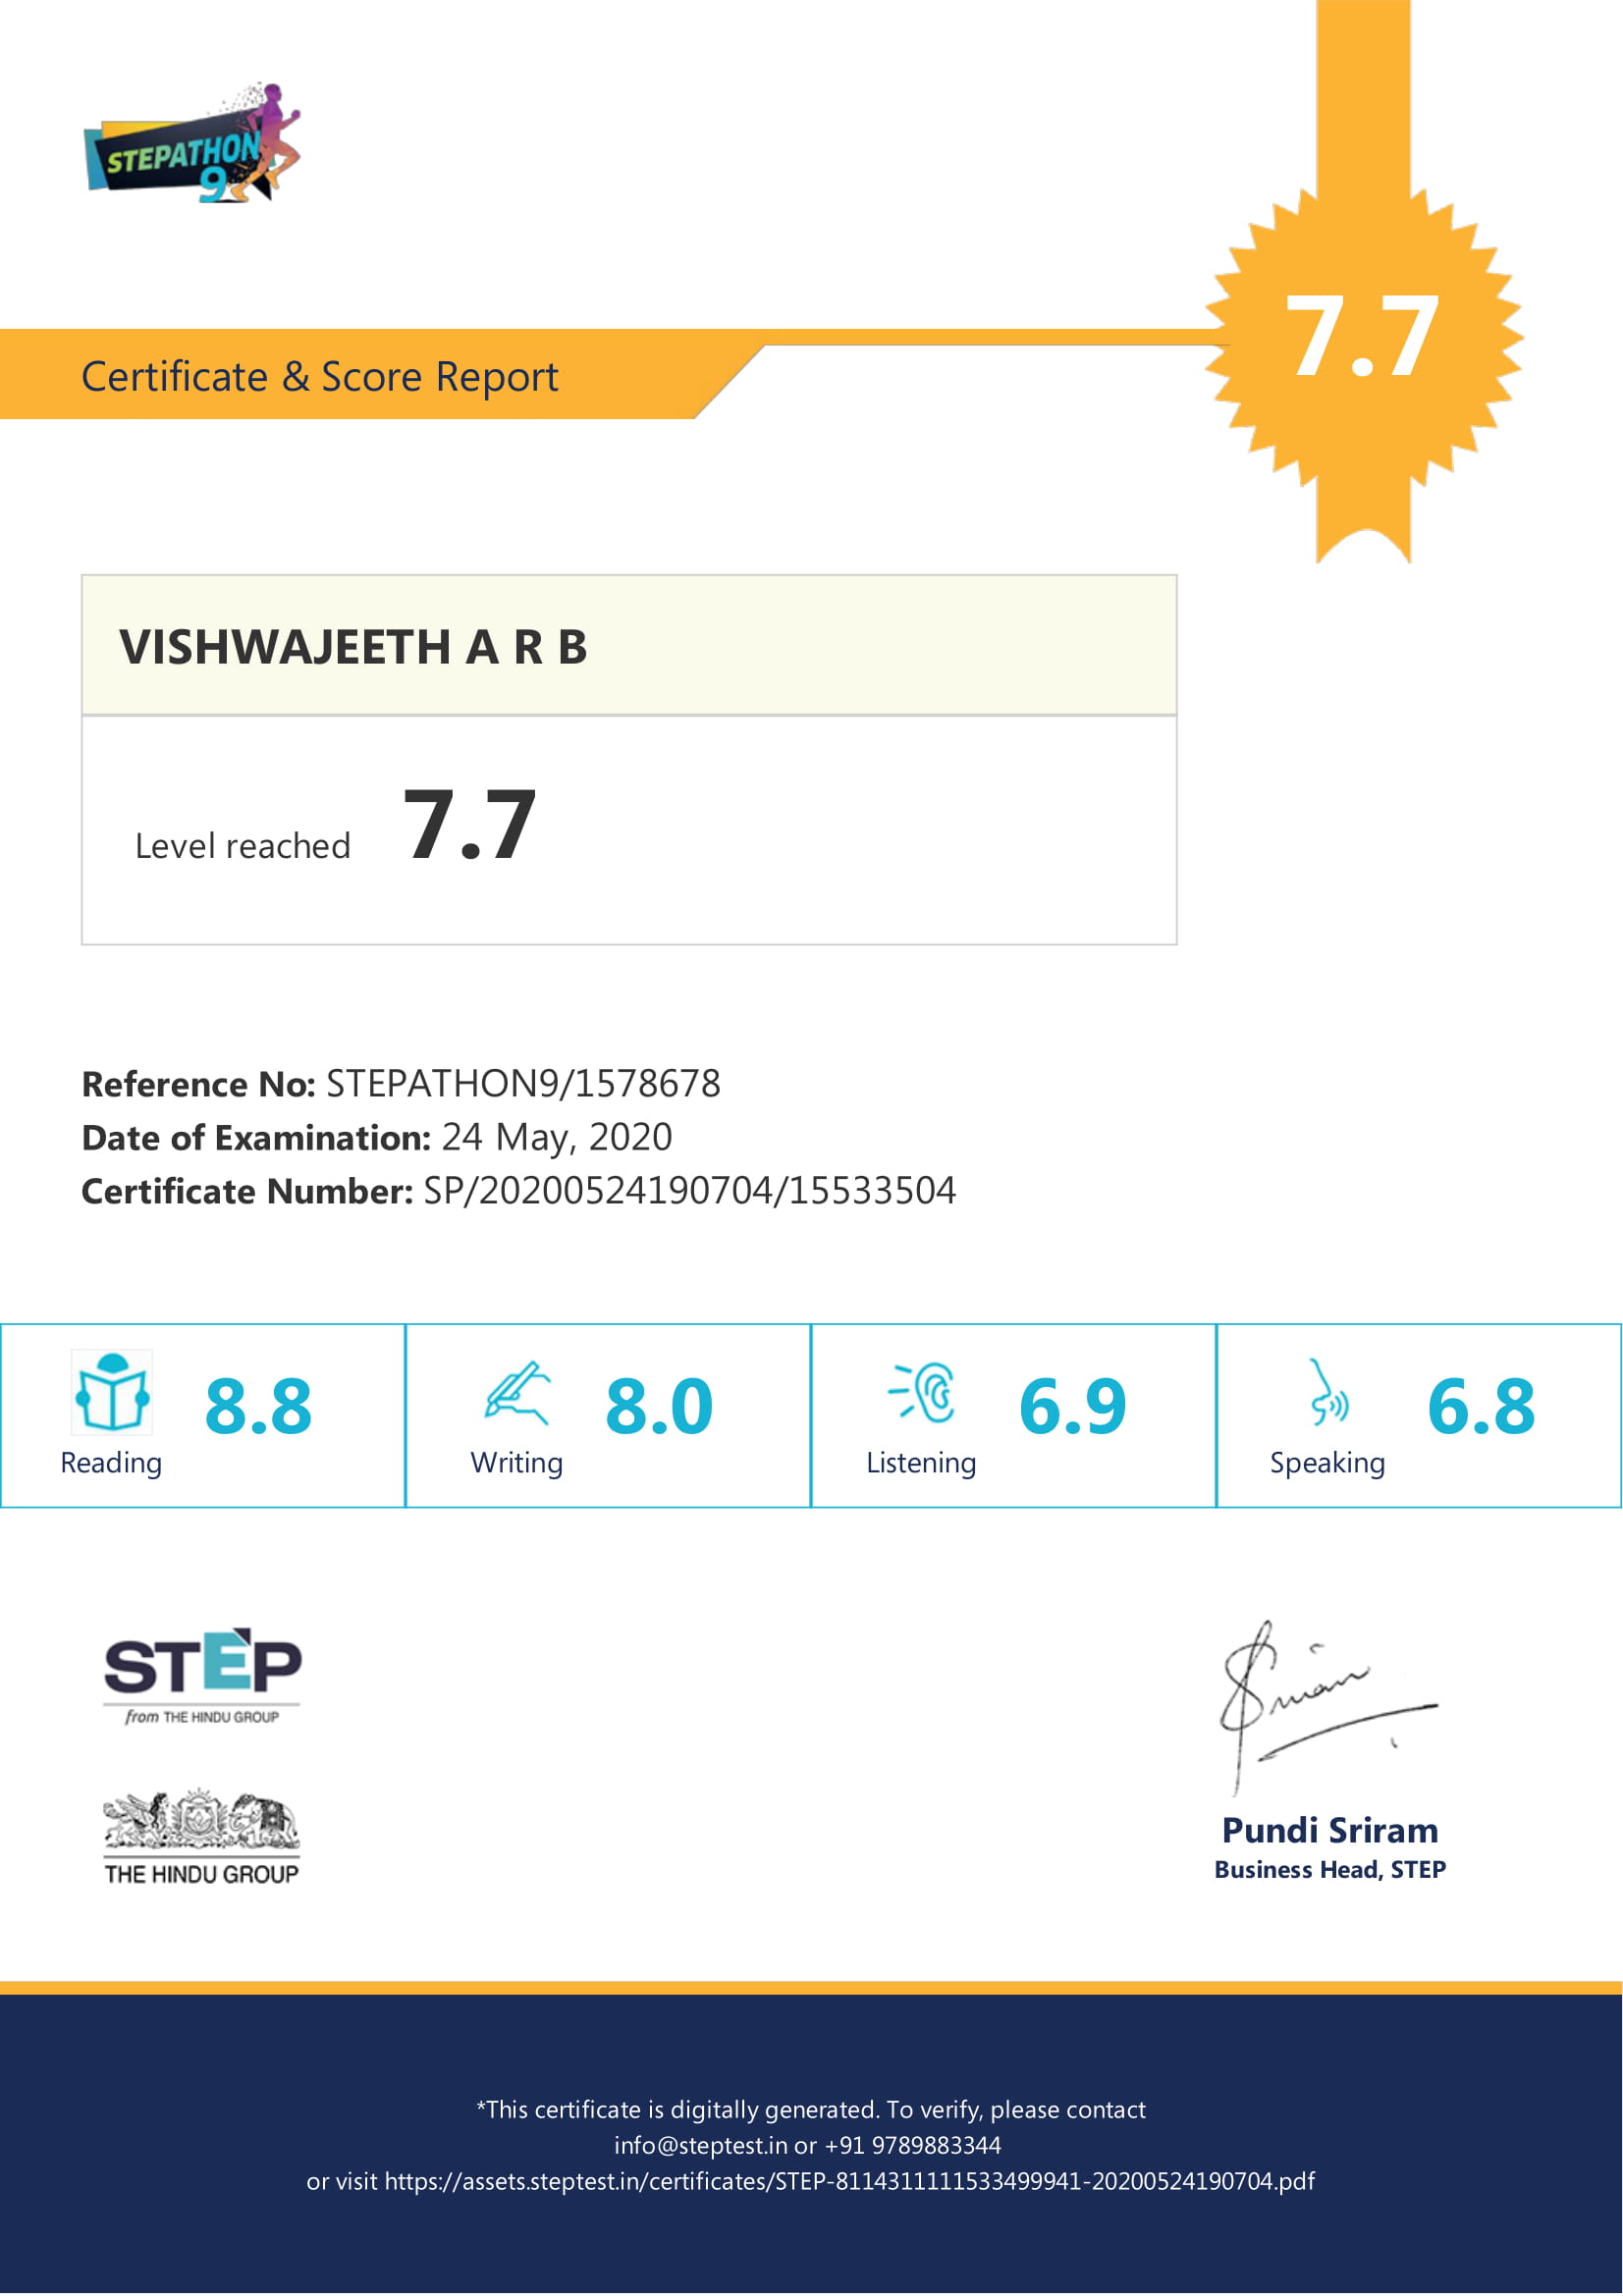 STEPATHON
9
7.7
Certificate & Score Report
VISHWAJEETH A R B
Level reached 7.7
Reference No: STEPATHON9/1578678
Date of Examination: 24 May, 2020
Certificate Number: SP/20200524190704/15533504
8.8
Reading
8.0
Writing
6.9
Listening
6.8
Speaking
STEP
from THE HINDU GROUP
THE HINDU GROUP
Sriram
Pundi Sriram
Business Head, STEP
*This certificate is digitally generated. To verify, please contact
info@steptest.in or +91 9789883344
or visit https://assets.steptest.in/certificates/STEP-8114311111533499941-20200524190704.pdf